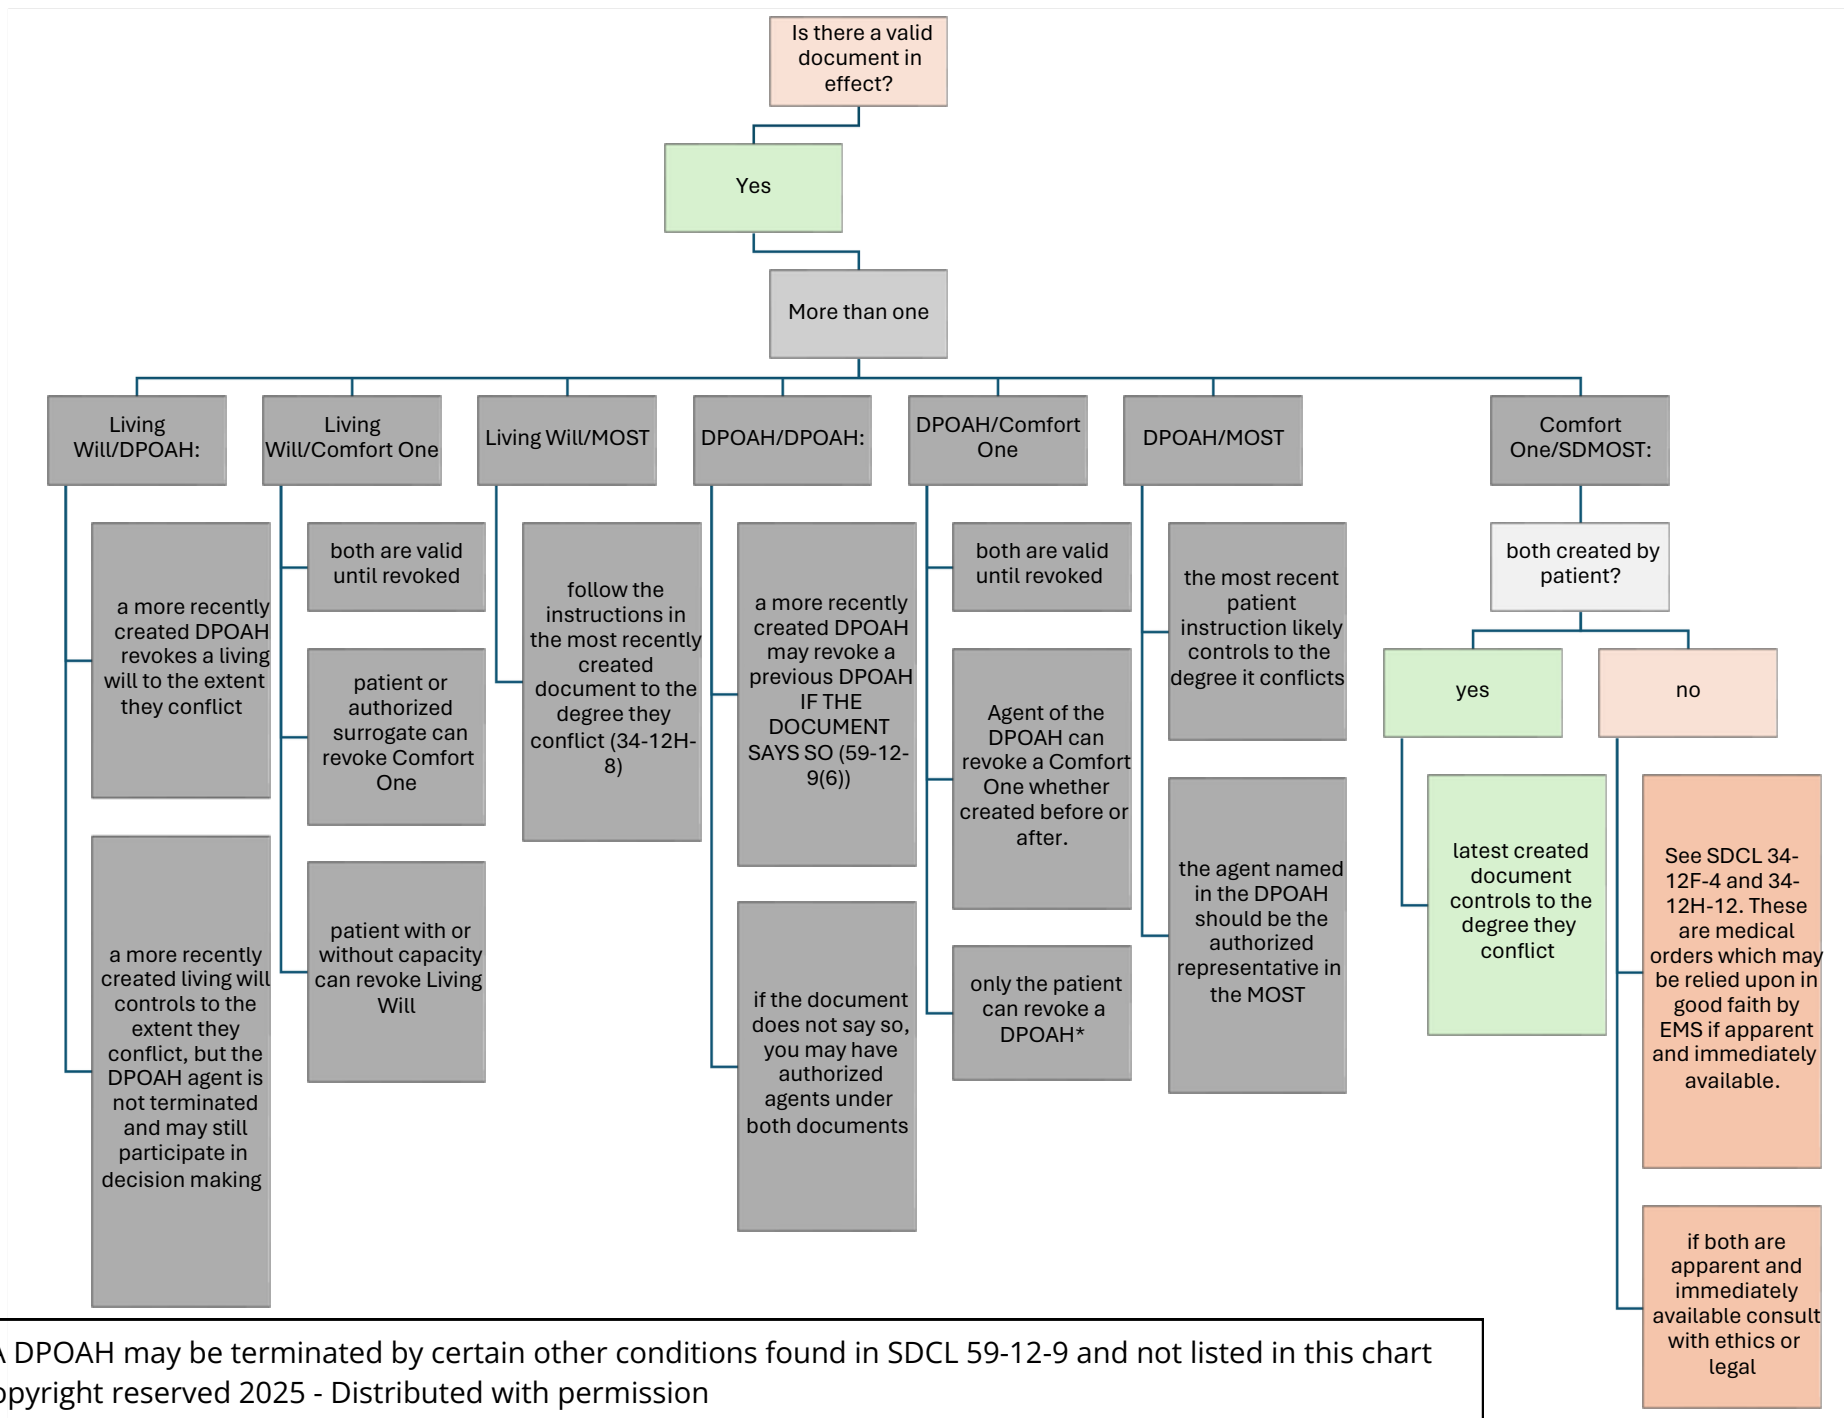 Is there a valid
document in
effect?
Yes
More than one
Living
Will/DPOAH:
a more recently
created DPOAH
revokes a living
will to the extent
they conflict
a more recently
created living will
controls to the
extent they
conflict, but the
DPOAH agent is
not terminated
and may still
participate in
decision making
Living
Will/Comfort One
both are valid
until revoked
patient or
authorized
surrogate can
revoke Comfort
One
patient with or
without capacity
can revoke Living
Will
Living Will/MOST
follow the
instructions in
the most recently
created
document to the
degree they
conflict (34-12H-
8)
DPOAH/DPOAH:
a more recently
created DPOAH
may revoke a
previous DPOAH
IF THE
DOCUMENT
SAYS SO (59-12-
9(6))
if the document
does not say so,
you may have
authorized
agents under
both documents
DPOAH/Comfort
One
both are valid
until revoked
Agent of the
DPOAH can
revoke a Comfort
One whether
created before or
after.
only the patient
can revoke a
DPOAH*
DPOAH/MOST
the most recent
patient
instruction likely
controls to the
degree it conflicts
the agent named
in the DPOAH
should be the
authorized
representative in
the MOST
Comfort
One/SDMOST:
both created by
patient?
yes
latest created
document
controls to the
degree they
conflict
no
See SDCL 34-
12F-4 and 34-
12H-12. These
are medical
orders which may
be relied upon in
good faith by
EMS if apparent
and immediately
available.
if both are
apparent and
immediately
available consult
with ethics or
legal
A DPOAH may be terminated by certain other conditions found in SDCL 59-12-9 and not listed in this chart
opyright reserved 2025 - Distributed with permission